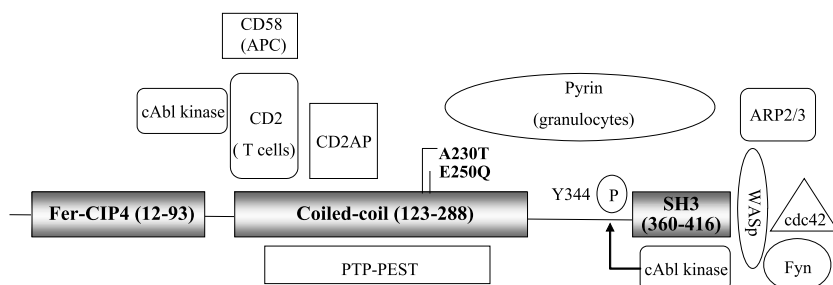 CD58
(APC)
cAbl kinase
CD2
( T cells)
CD2AP
Pyrin
(granulocytes)
ARP2/3
A230T
E250Q
Y344
P
Fer-CIP4 (12-93)
Coiled-coil (123-288)
SH3
(360-416)
WASp
cdc42
PTP-PEST
cAbl kinase
Fyn